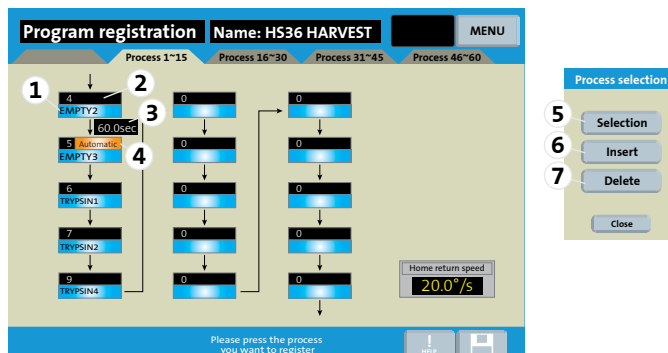 Program registration
Name: HS36 HARVEST
MENU
Process 1~15
Process 16~30
Process 31~45
Process 46~60
1
2
4
EMPTY2
3
60.0sec
5 Automatic
4
EMPTY3
6
TRYPSIN1
7
TRYPSIN2
9
TRYPSIN4
0
0
0
0
0
0
0
0
0
0
Home return speed
20.0°/s
Please press the process
you want to register
!
HELP
Process selection
5
Selection
6
Insert
7
Delete
Close